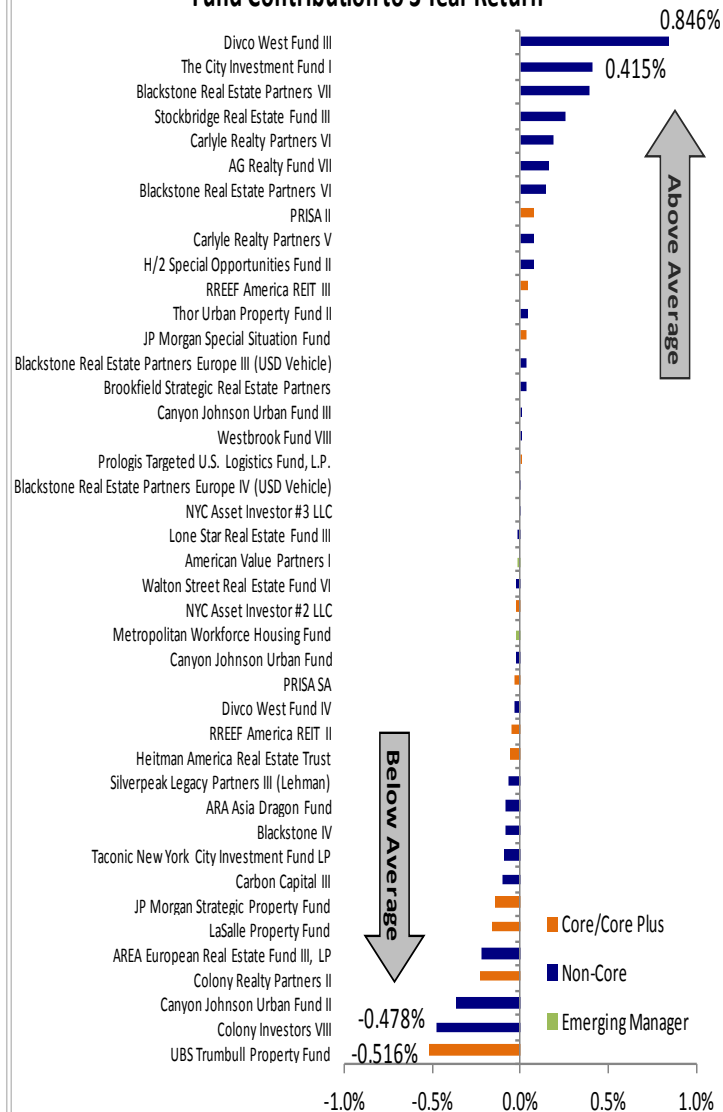 Fund Contribution to 3 Year Return
0.846%
Divco West Fund III
The City Investment Fund I
0.415%
Blackstone Real Estate Partners VII
Stockbridge Real Estate Fund III
Carlyle Realty Partners VI
AG Realty Fund VII
Blackstone Real Estate Partners VI
PRISA II
Carlyle Realty Partners V
H/2 Special Opportunities Fund II
RREEF America REIT III
Thor Urban Property Fund II
JP Morgan Special Situation Fund
Blackstone Real Estate Partners Europe III (USD Vehicle)
Brookfield Strategic Real Estate Partners
Canyon Johnson Urban Fund III
Westbrook Fund VIII
Prologis Targeted U.S. Logistics Fund, L.P.
Blackstone Real Estate Partners Europe IV (USD Vehicle)
NYC Asset Investor #3 LLC
Lone Star Real Estate Fund III
American Value Partners I
Walton Street Real Estate Fund VI
NYC Asset Investor #2 LLC
Metropolitan Workforce Housing Fund
Canyon Johnson Urban Fund
PRISA SA
Divco West Fund IV
RREEF America REIT II
Heitman America Real Estate Trust
Silverpeak Legacy Partners III (Lehman)
ARA Asia Dragon Fund
Blackstone IV
Taconic New York City Investment Fund LP
Carbon Capital III
JP Morgan Strategic Property Fund
LaSalle Property Fund
AREA European Real Estate Fund III, LP
Colony Realty Partners II
Canyon Johnson Urban Fund II
Colony Investors VIII
UBS Trumbull Property Fund
Above Average
Below Average
Core/Core Plus
Non-Core
Emerging Manager
-0.478%
-0.516%
-1.0% -0.5% 0.0% 0.5% 1.0%